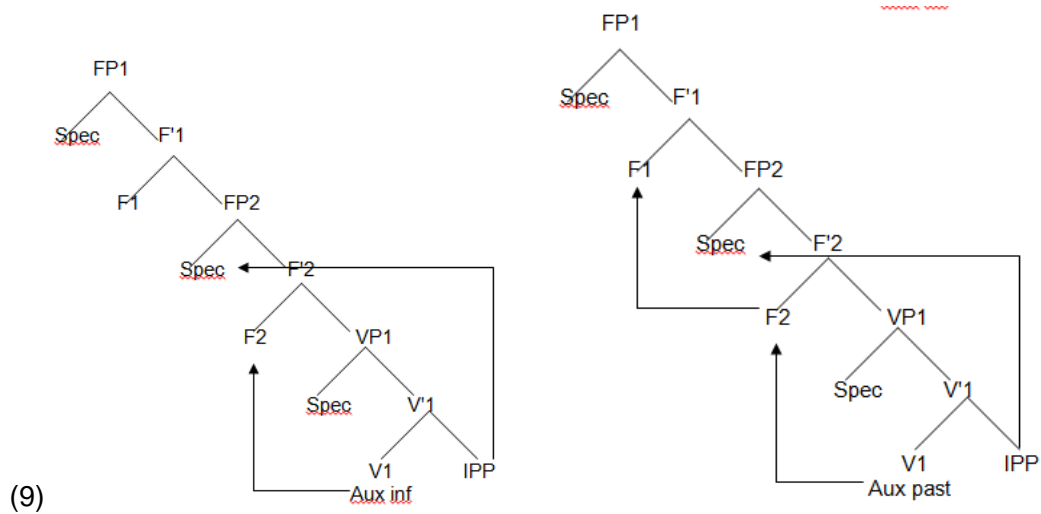 FP1
FP1
Spec F'1
Spec F'1
F1 FP2
F1 FP2
Spec F'2
Spec F'2
F2 VP1
F2 VP1
Spec V'1
Spec V'1
V1 IPP
V1 IPP
(9) Aux inf
Aux past